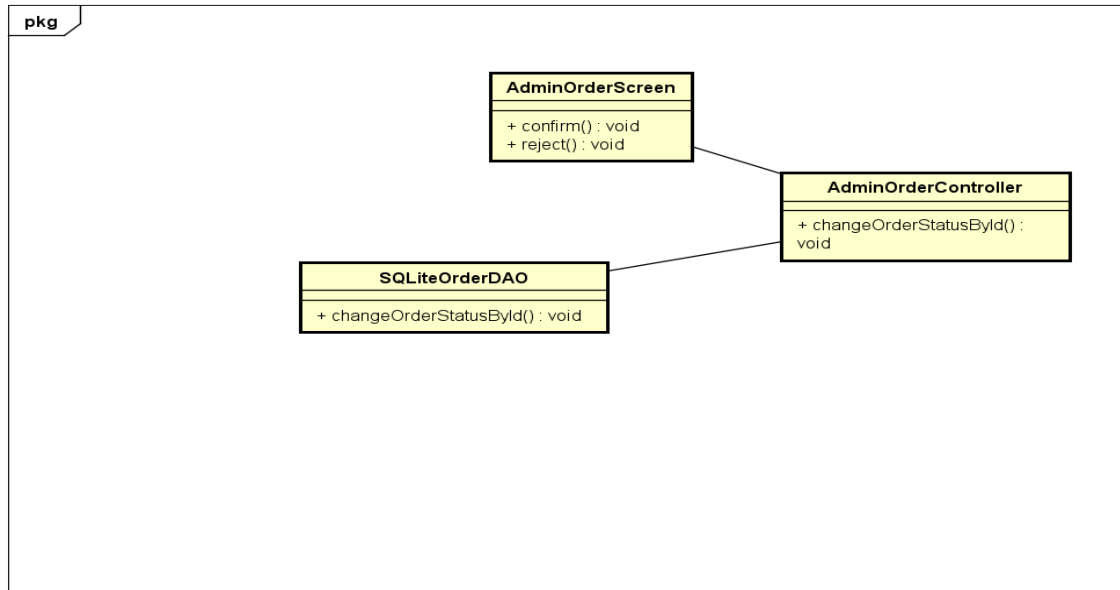 pkg
AdminOrderScreen
+ confirm() : void
+ reject() : void
AdminOrderController
+ changeOrderStatusById() :
void
SQLiteOrderDAO
+ changeOrderStatusById() : void